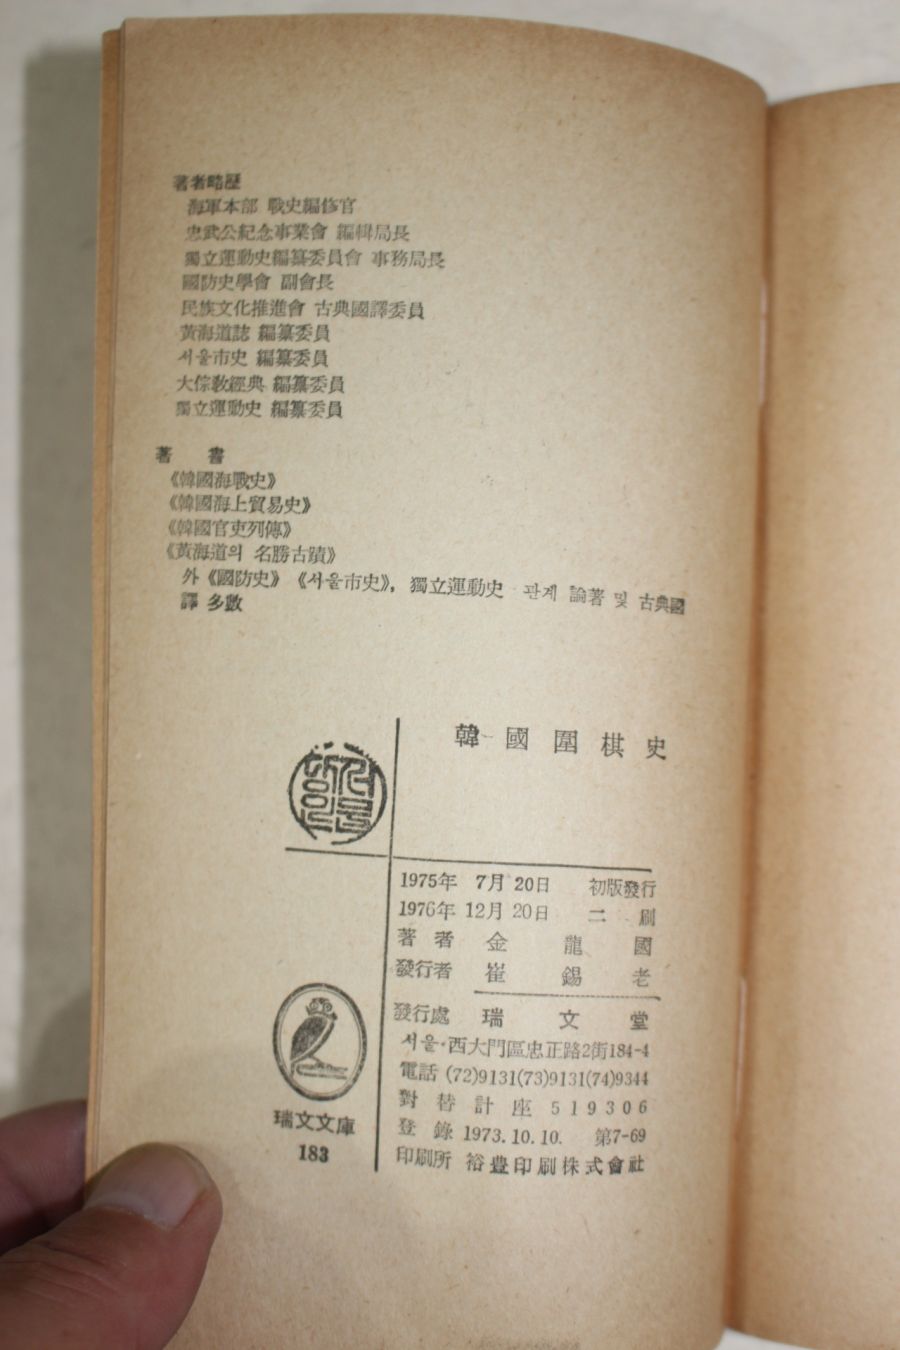 著者略歷
海軍本部 戰史編修官
忠武公紀念事業會 編輯局長
獨立運動史編纂委員會 事務局長
國防史學會 副會長
民族文化推進會 古典國譯委員
黃海道誌 編纂委員
서울市史 編纂委員
大倧敎經典 編纂委員
獨立運動史 編纂委員
著 書
《韓國海戰史》
《韓國海上貿易史》
《韓國官吏列傳》
《黃海道의 名勝古蹟》
外《國防史》《서울市史》, 獨立運動史 관계 論著 및 古典國
譯 多數
韓國圍棋史
1975年 7月 20日 初版發行
1976年 12月 20日 二刷
著者 金龍國
發行者 崔錫老
發行處 瑞文堂
서울·西大門區忠正路2街184-4
電話 (72)9131(73)9131(74)9344
對替計座 519306
登錄 1973.10.10. 第7-69
印刷所 裕豊印刷株式會社
瑞文文庫
183